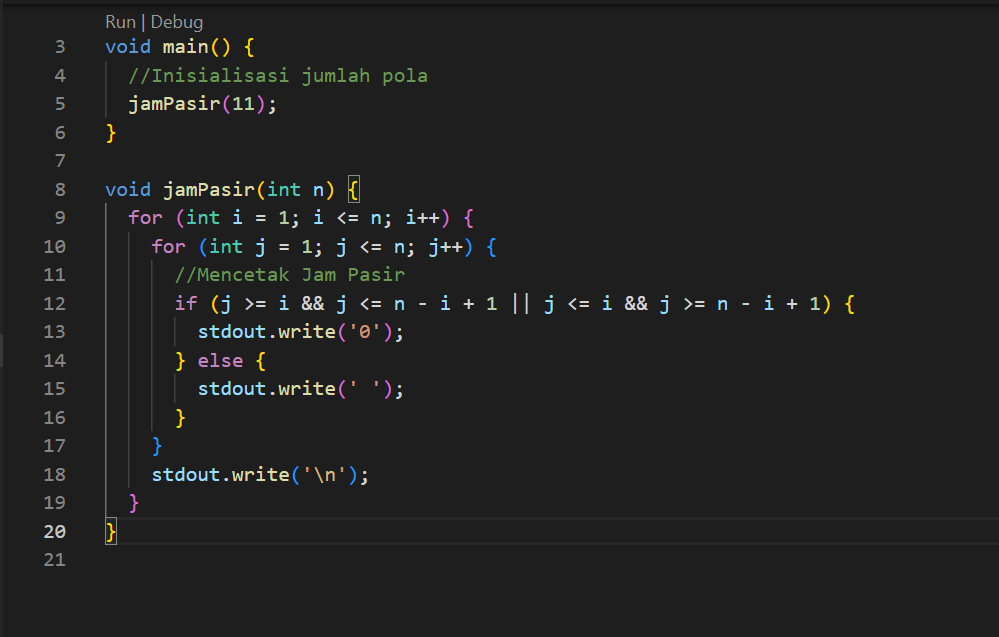 Run | Debug
3 void main() {
4 //Inisialisasi jumlah pola
5 jamPasir(11);
6 }
7
8 void jamPasir(int n) {
9 for (int i = 1; i <= n; i++) {
10 for (int j = 1; j <= n; j++) {
11 //Mencetak Jam Pasir
12 if (j >= i && j <= n - i + 1 || j <= i && j >= n - i + 1) {
13 stdout.write('0');
14 } else {
15 stdout.write(' ');
16 }
17 }
18 stdout.write('\n');
19 }
20 }
21